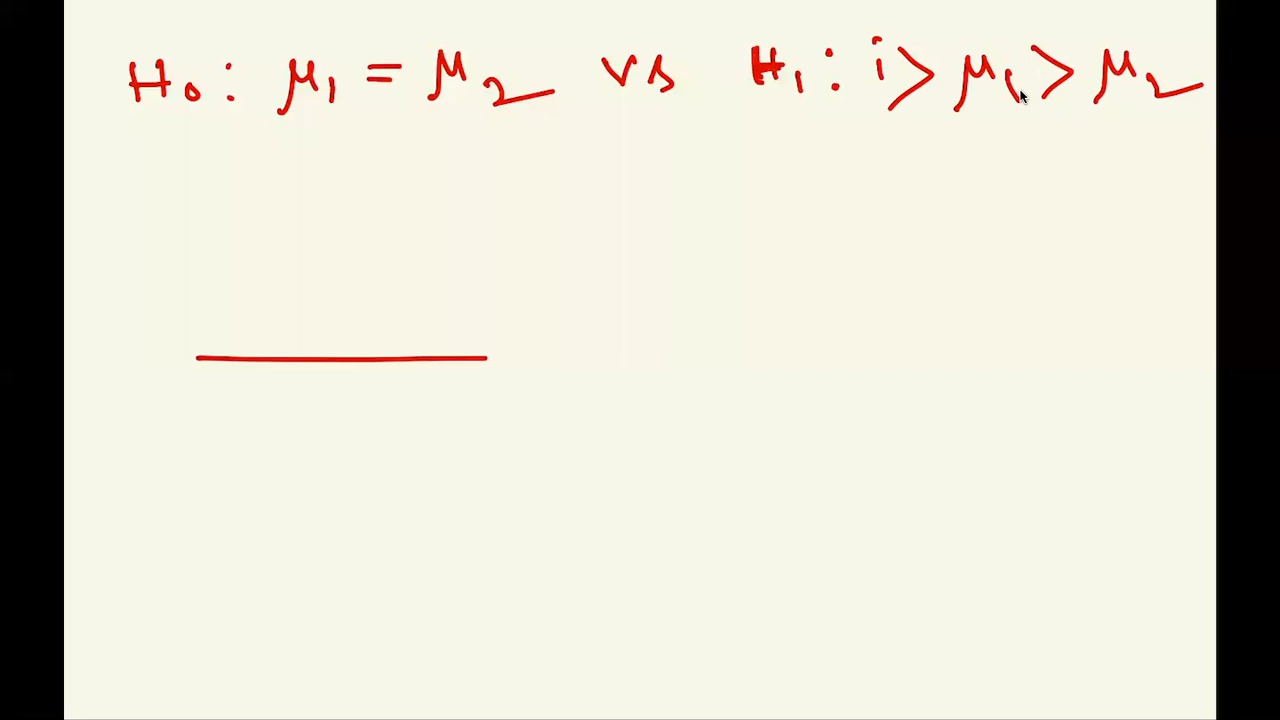 H₀ : μ₁ = μ₂ vs H₁ : i > μ₁ > μ₂